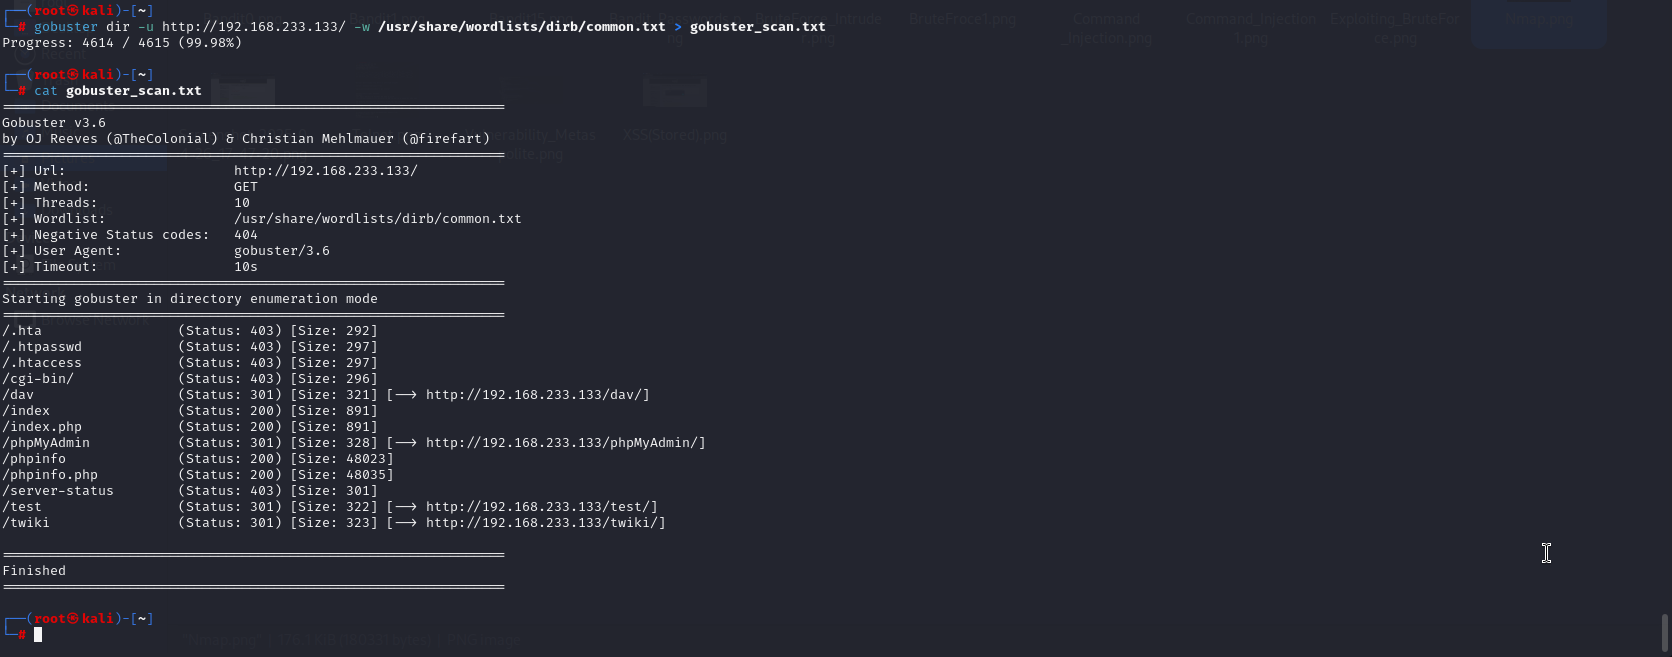 ┌──(root㉿kali)-[~]
└─# gobuster dir -u http://192.168.233.133/ -w /usr/share/wordlists/dirb/common.txt > gobuster_scan.txt
Progress: 4614 / 4615 (99.98%)
┌──(root㉿kali)-[~]
└─# cat gobuster_scan.txt
===============================================================
Gobuster v3.6
by OJ Reeves (@TheColonial) & Christian Mehlmauer (@firefart)
===============================================================
[+] Url:                     http://192.168.233.133/
[+] Method:                  GET
[+] Threads:                 10
[+] Wordlist:                /usr/share/wordlists/dirb/common.txt
[+] Negative Status codes:   404
[+] User Agent:              gobuster/3.6
[+] Timeout:                 10s
===============================================================
Starting gobuster in directory enumeration mode
===============================================================
/.hta                 (Status: 403) [Size: 292]
/.htpasswd            (Status: 403) [Size: 297]
/.htaccess            (Status: 403) [Size: 297]
/cgi-bin/             (Status: 403) [Size: 296]
/dav                  (Status: 301) [Size: 321] [--> http://192.168.233.133/dav/]
/index                (Status: 200) [Size: 891]
/index.php            (Status: 200) [Size: 891]
/phpMyAdmin           (Status: 301) [Size: 328] [--> http://192.168.233.133/phpMyAdmin/]
/phpinfo              (Status: 200) [Size: 48023]
/phpinfo.php          (Status: 200) [Size: 48035]
/server-status        (Status: 403) [Size: 301]
/test                 (Status: 301) [Size: 322] [--> http://192.168.233.133/test/]
/twiki                (Status: 301) [Size: 323] [--> http://192.168.233.133/twiki/]
===============================================================
Finished
===============================================================
┌──(root㉿kali)-[~]
└─#